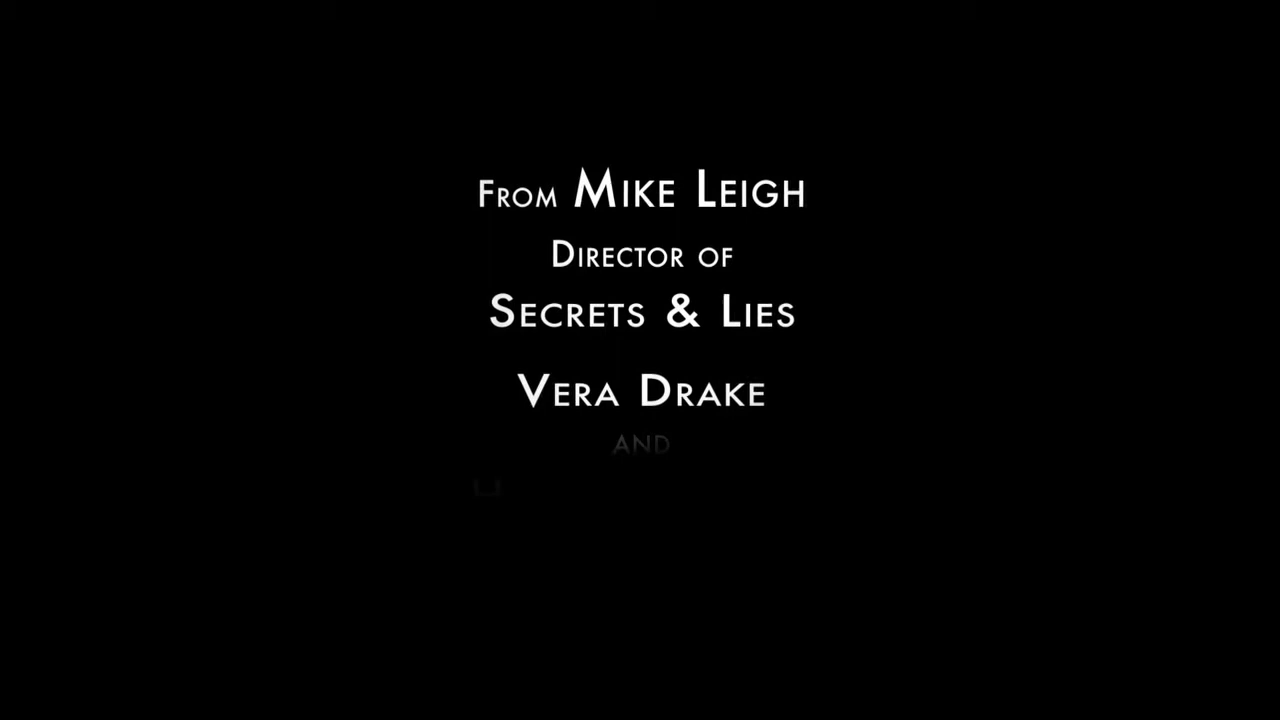 From Mike Leigh
Director of
Secrets & Lies
Vera Drake
and